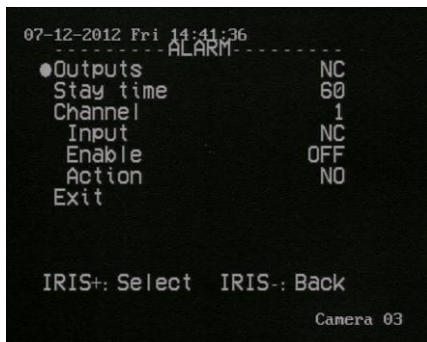 07-12-2012 Fri 14:41:36
---------ALARM---------
●Outputs NC
Stay time 60
Channel 1
Input NC
Enable OFF
Action NO
Exit
IRIS+: Select IRIS-: Back
Camera 03